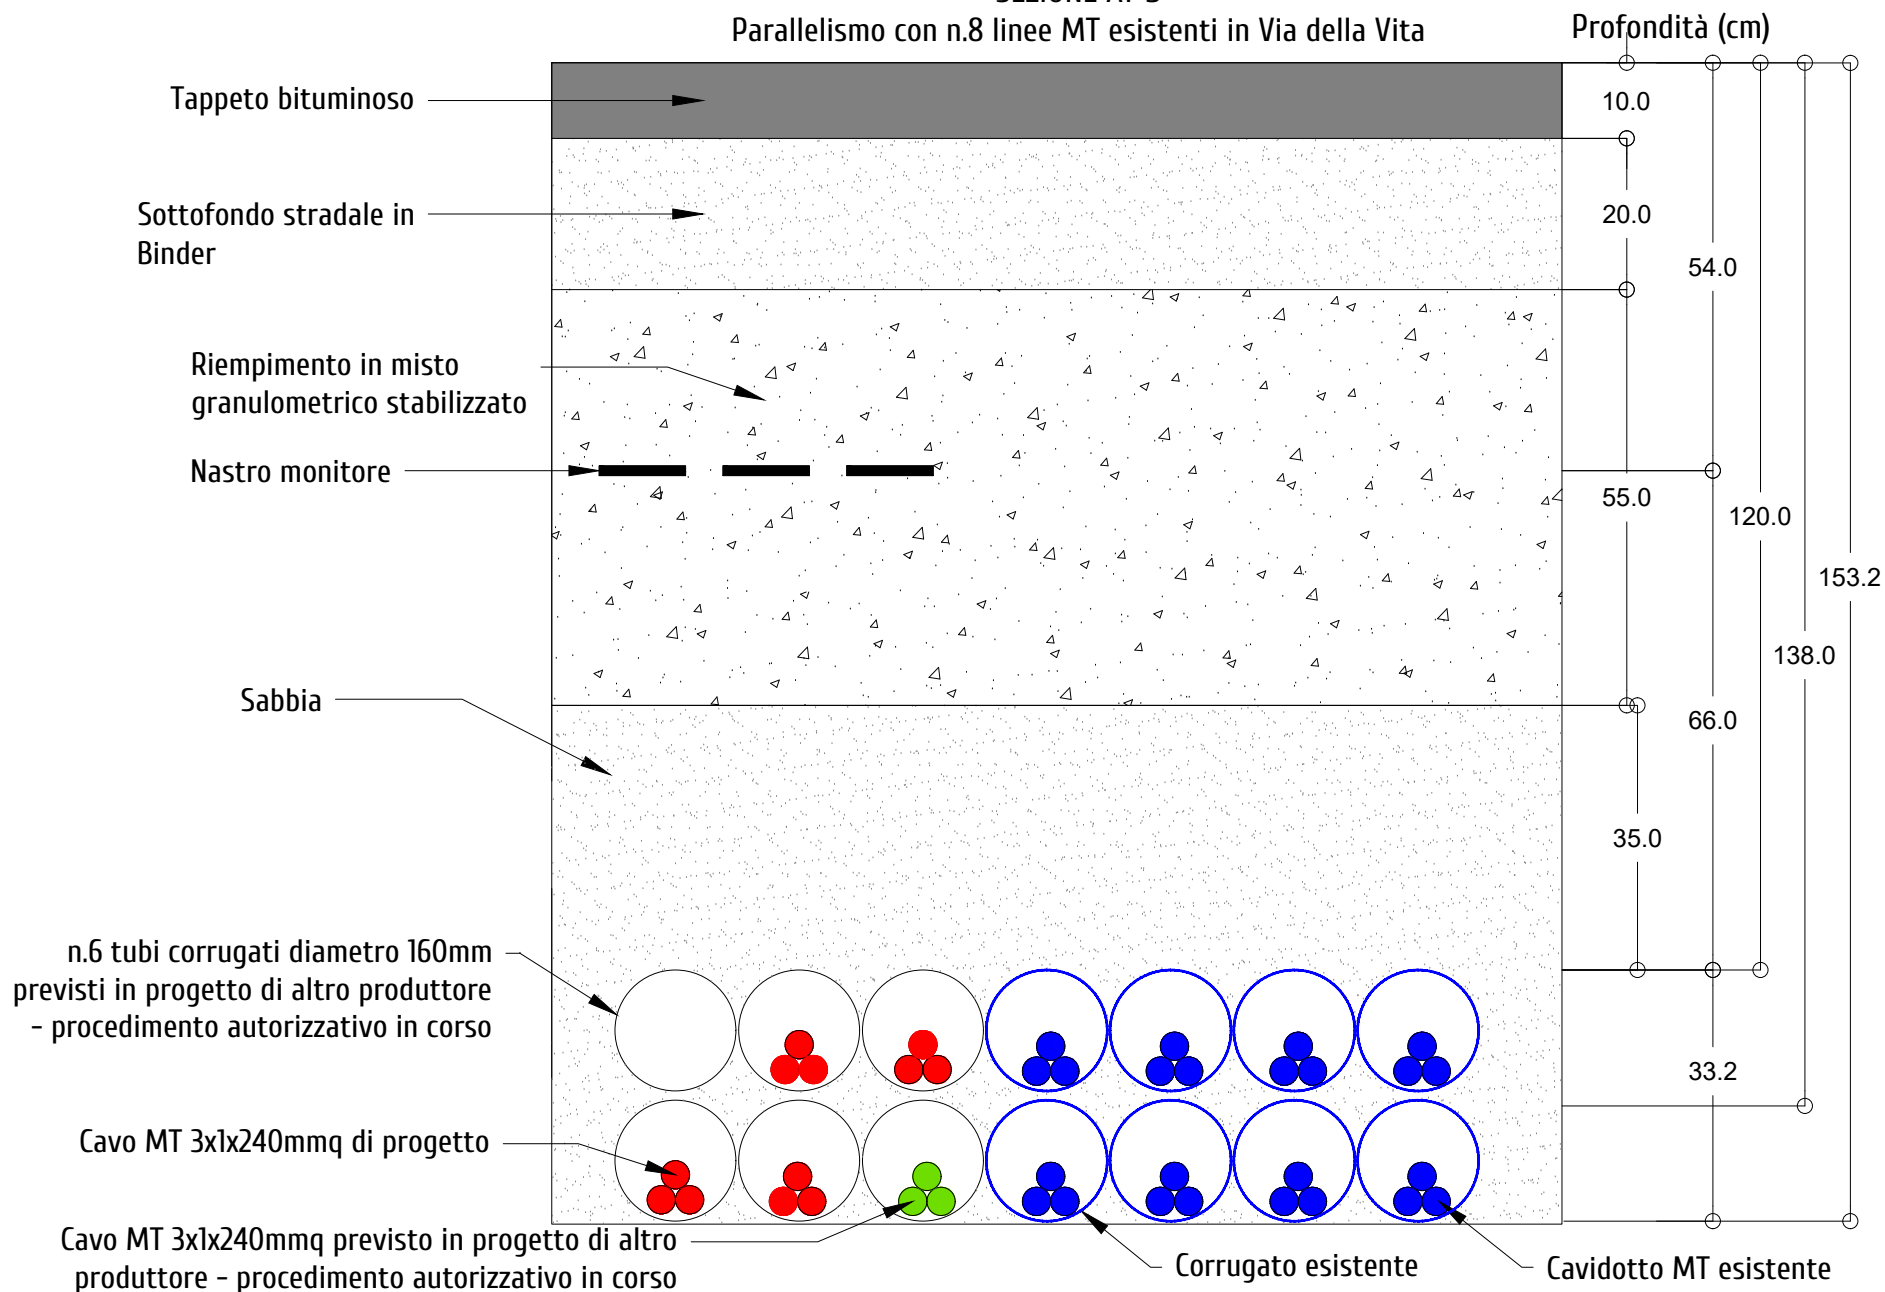 Parallelismo con n.8 linee MT esistenti in Via della Vita
Profondità (cm)
Tappeto bituminoso
10.0
Sottofondo stradale in
Binder
20.0
54.0
Riempimento in misto
granulometrico stabilizzato
Nastro monitore
55.0
120.0
153.2
138.0
Sabbia
66.0
35.0
n.6 tubi corrugati diametro 160mm
previsti in progetto di altro produttore
- procedimento autorizzativo in corso
33.2
Cavo MT 3x1x240mmq di progetto
Cavo MT 3x1x240mmq previsto in progetto di altro
produttore - procedimento autorizzativo in corso
Corrugato esistente
Cavidotto MT esistente